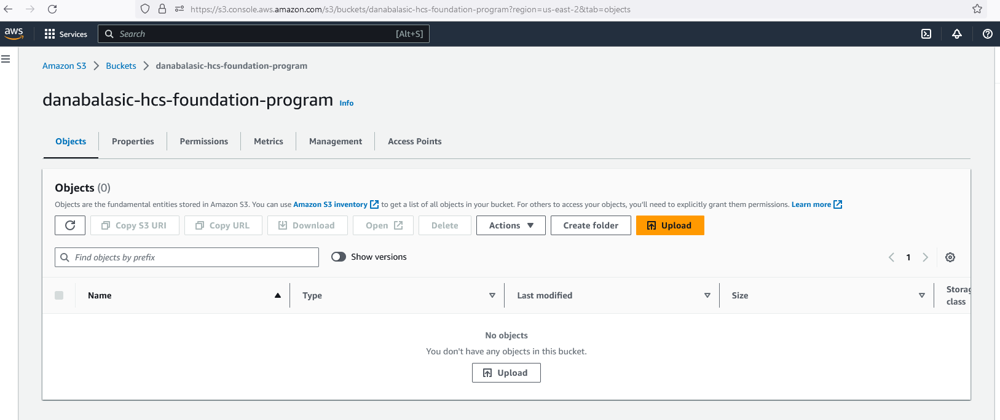 https://s3.console.aws.amazon.com/s3/buckets/danabalasic-hcs-foundation-program?region=us-east-2&tab=objects
aws Services Search [Alt+S]
Amazon S3 > Buckets > danabalasic-hcs-foundation-program
danabalasic-hcs-foundation-program Info
Objects Properties Permissions Metrics Management Access Points
Objects (0)
Objects are the fundamental entities stored in Amazon S3. You can use Amazon S3 inventory to get a list of all objects in your bucket. For others to access your objects, you'll need to explicitly grant them permissions. Learn more
Copy S3 URI Copy URL Download Open Delete Actions Create folder Upload
Find objects by prefix Show versions 1
Name Type Last modified Size Storag
class
No objects
You don't have any objects in this bucket.
Upload